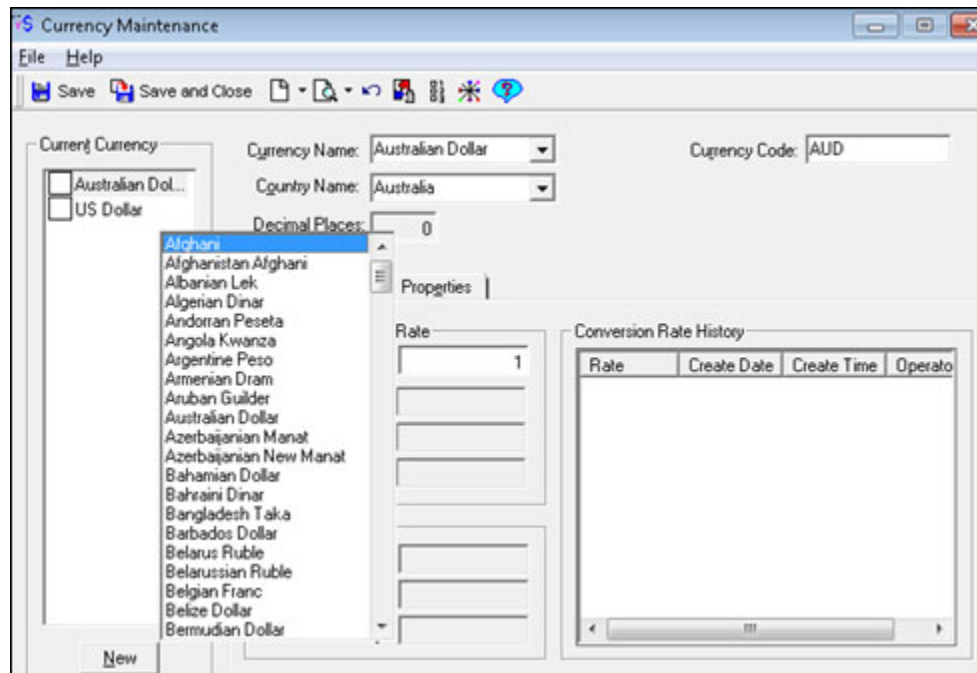 Currency Maintenance
File Help
Save Save and Close
Current Currency
Australian Dol...
US Dollar
Currency Name: Australian Dollar
Currency Code: AUD
Country Name: Australia
Decimal Places: 0
Afghani
Afghanistan Afghani
Albanian Lek
Algerian Dinar
Andorran Peseta
Angola Kwanza
Argentine Peso
Armenian Dram
Aruban Guilder
Australian Dollar
Azerbaijanian Manat
Azerbaijanian New Manat
Bahamian Dollar
Bahraini Dinar
Bangladesh Taka
Barbados Dollar
Belarus Ruble
Belarussian Ruble
Belgian Franc
Belize Dollar
Bermudian Dollar
New
Properties
Rate
1
Conversion Rate History
Rate Create Date Create Time Operato